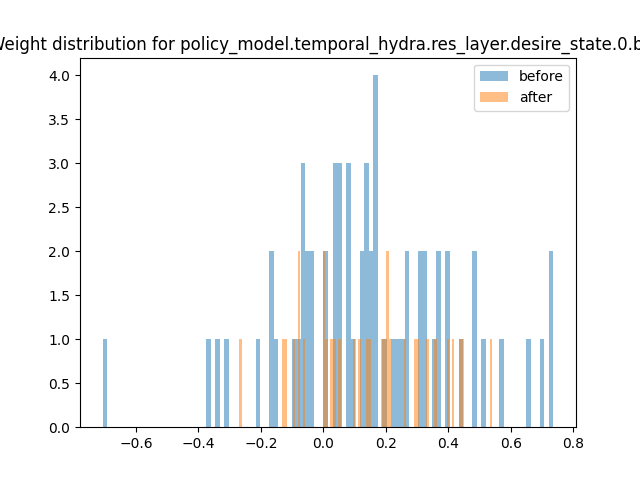 Weight distribution for policy_model.temporal_hydra.res_layer.desire_state.0.b
before
after
4.0
3.5
3.0
2.5
2.0
1.5
1.0
0.5
0.0
−0.6 −0.4 −0.2 0.0 0.2 0.4 0.6 0.8